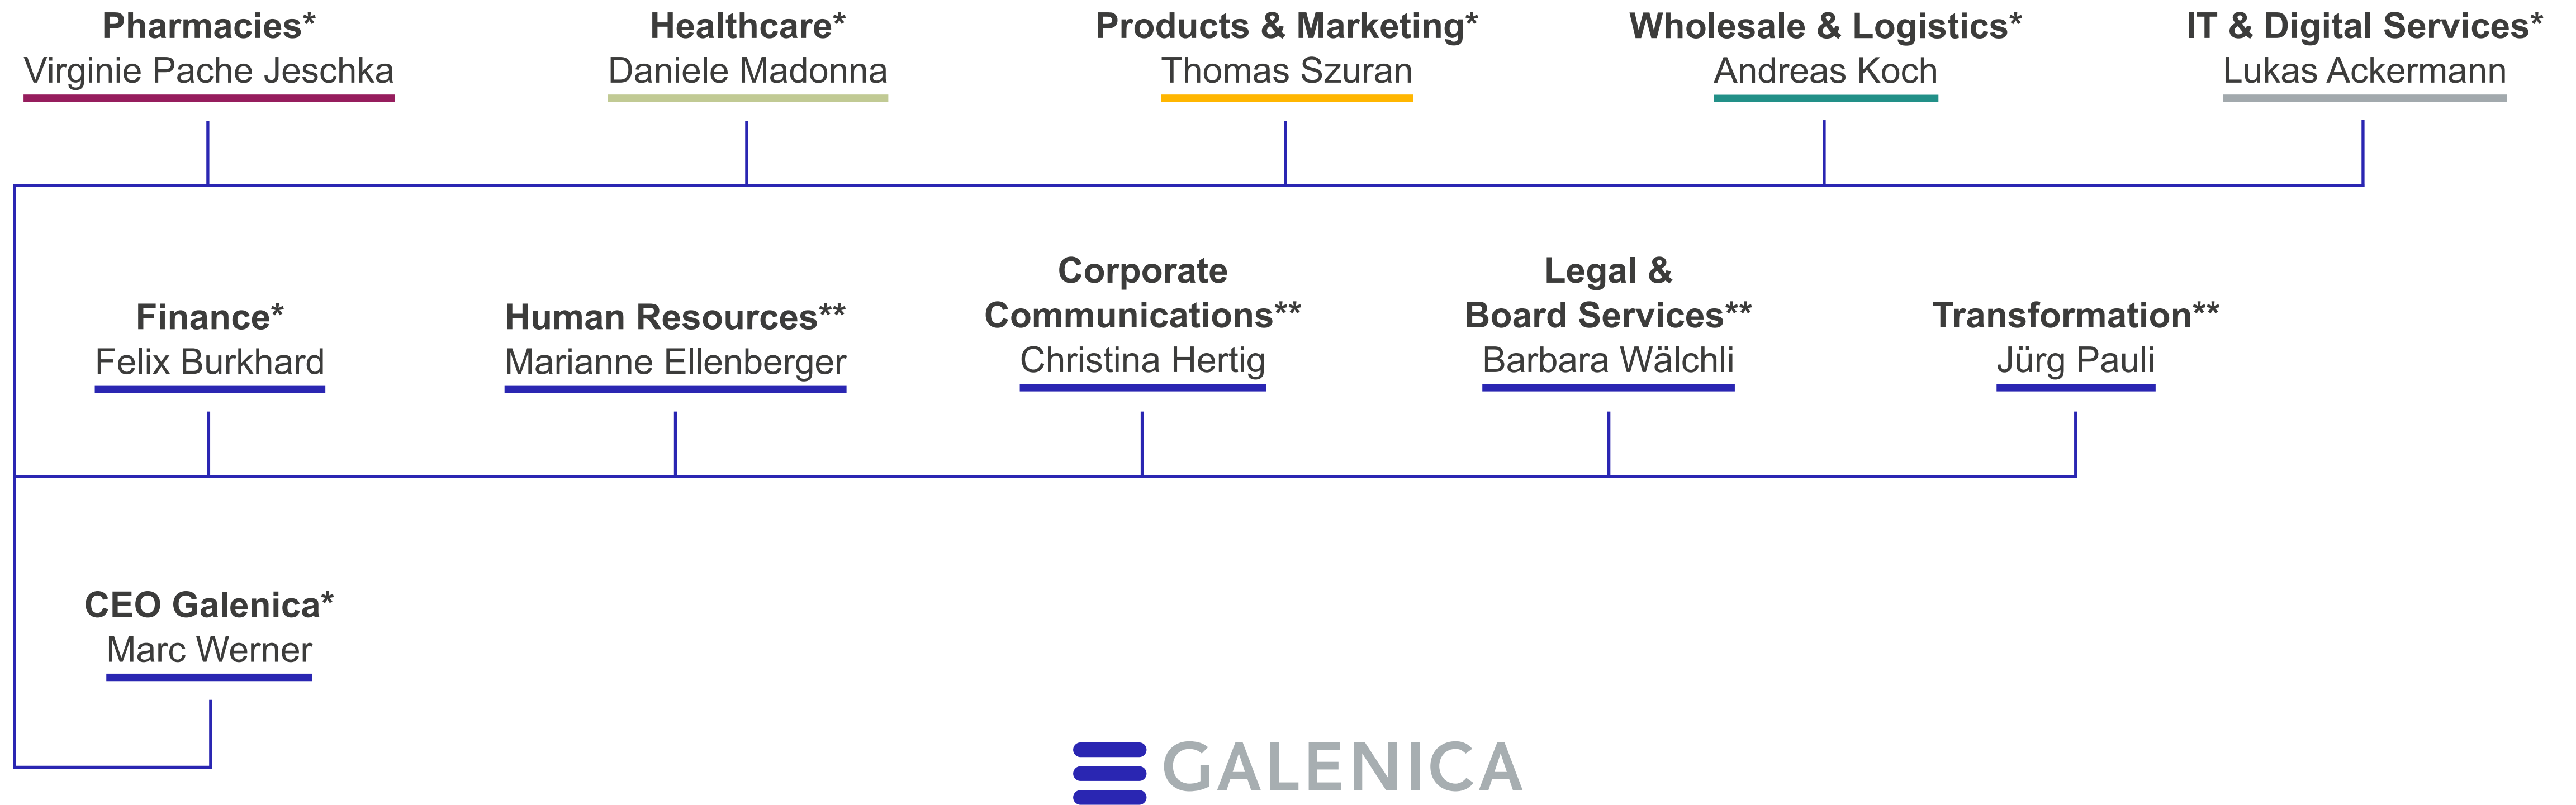 Pharmacies*
Virginie Pache Jeschka
Healthcare*
Daniele Madonna
Products & Marketing*
Thomas Szuran
Wholesale & Logistics*
Andreas Koch
IT & Digital Services*
Lukas Ackermann
Finance*
Felix Burkhard
Human Resources**
Marianne Ellenberger
Corporate
Communications**
Christina Hertig
Legal &
Board Services**
Barbara Wälchli
Transformation**
Jürg Pauli
CEO Galenica*
Marc Werner
GALENICA